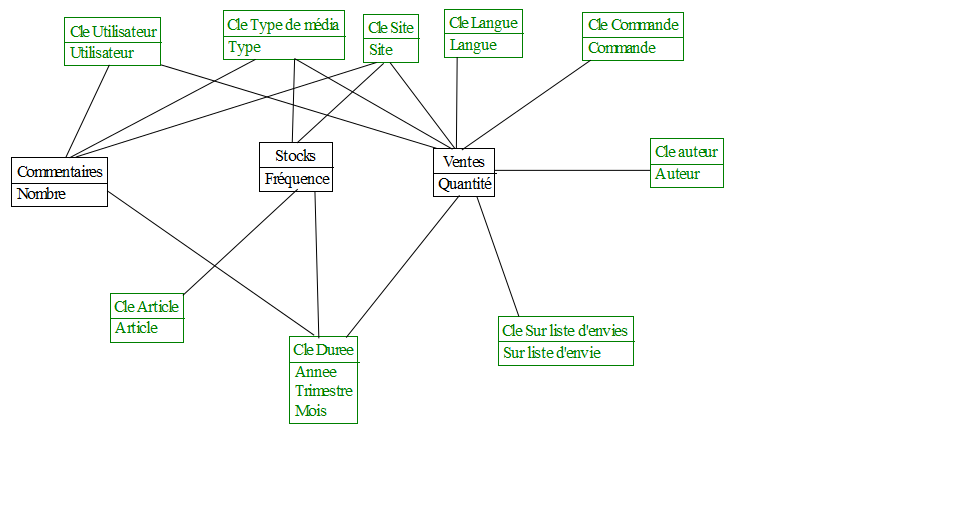 Cle Utilisateur
Utilisateur
Cle Type de média
Type
Cle Site
Site
Cle Langue
Langue
Cle Commande
Commande
Commentaires
Nombre
Stocks
Fréquence
Ventes
Quantité
Cle auteur
Auteur
Cle Article
Article
Cle Duree
Annee
Trimestre
Mois
Cle Sur liste d'envies
Sur liste d'envie